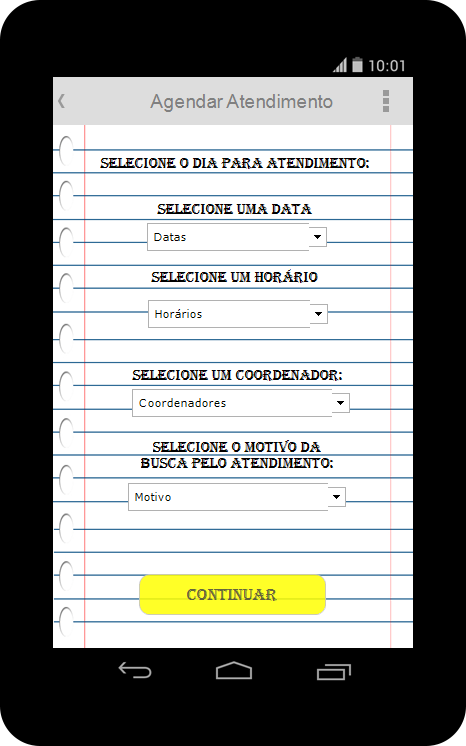 10:01
Agendar Atendimento
Selecione o dia para atendimento:
Selecione uma data
Datas
Selecione um horário
Horários
Selecione um coordenador:
Coordenadores
Selecione o motivo da
busca pelo atendimento:
Motivo
Continuar